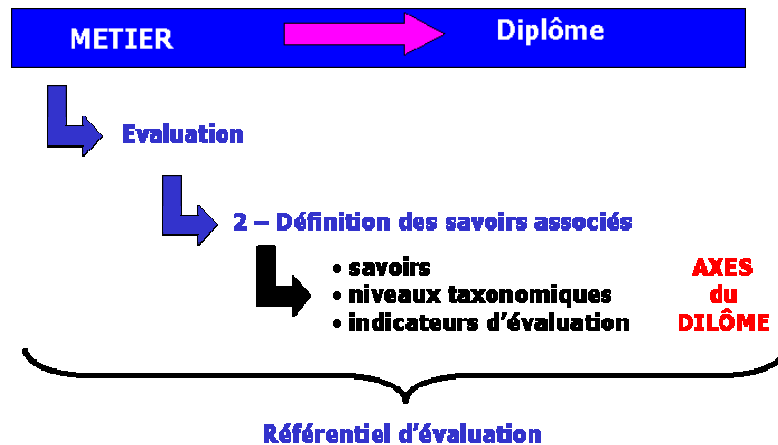 METIER Diplôme
Evaluation
2 – Définition des savoirs associés
• savoirs
• niveaux taxonomiques
• indicateurs d'évaluation
AXES
du
DILÔME
Référentiel d'évaluation